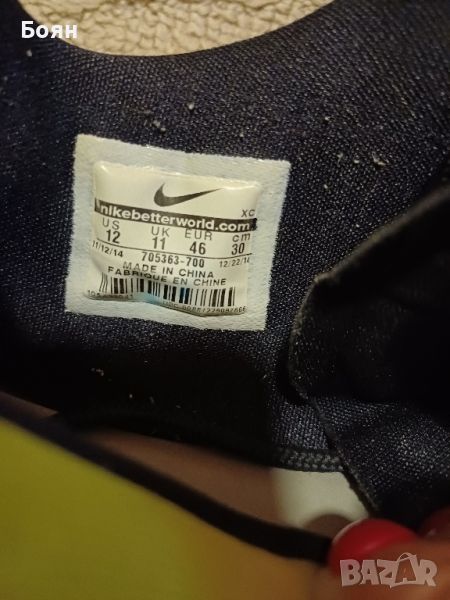 Боян
XC
nikebetterworld.com
US UK EUR cm
12 11 46 30
11/12/14 705363-700 12/22/14
MADE IN CHINA
FABRIQUE EN CHINE
BAZAR